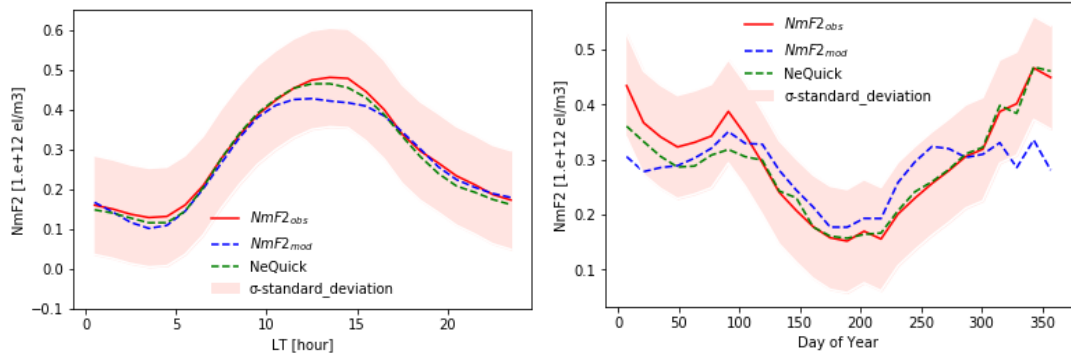 NmF2 [1.e+12 el/m3]
0.6
0.5
0.4
0.3
0.2
0.1
0.0
−0.1
NmF2obs
NmF2mod
NeQuick
σ-standard_deviation
0 5 10 15 20
LT [hour]
NmF2 [1.e+12 el/m3]
0.5
0.4
0.3
0.2
0.1
NmF2obs
NmF2mod
NeQuick
σ-standard_deviation
0 50 100 150 200 250 300 350
Day of Year